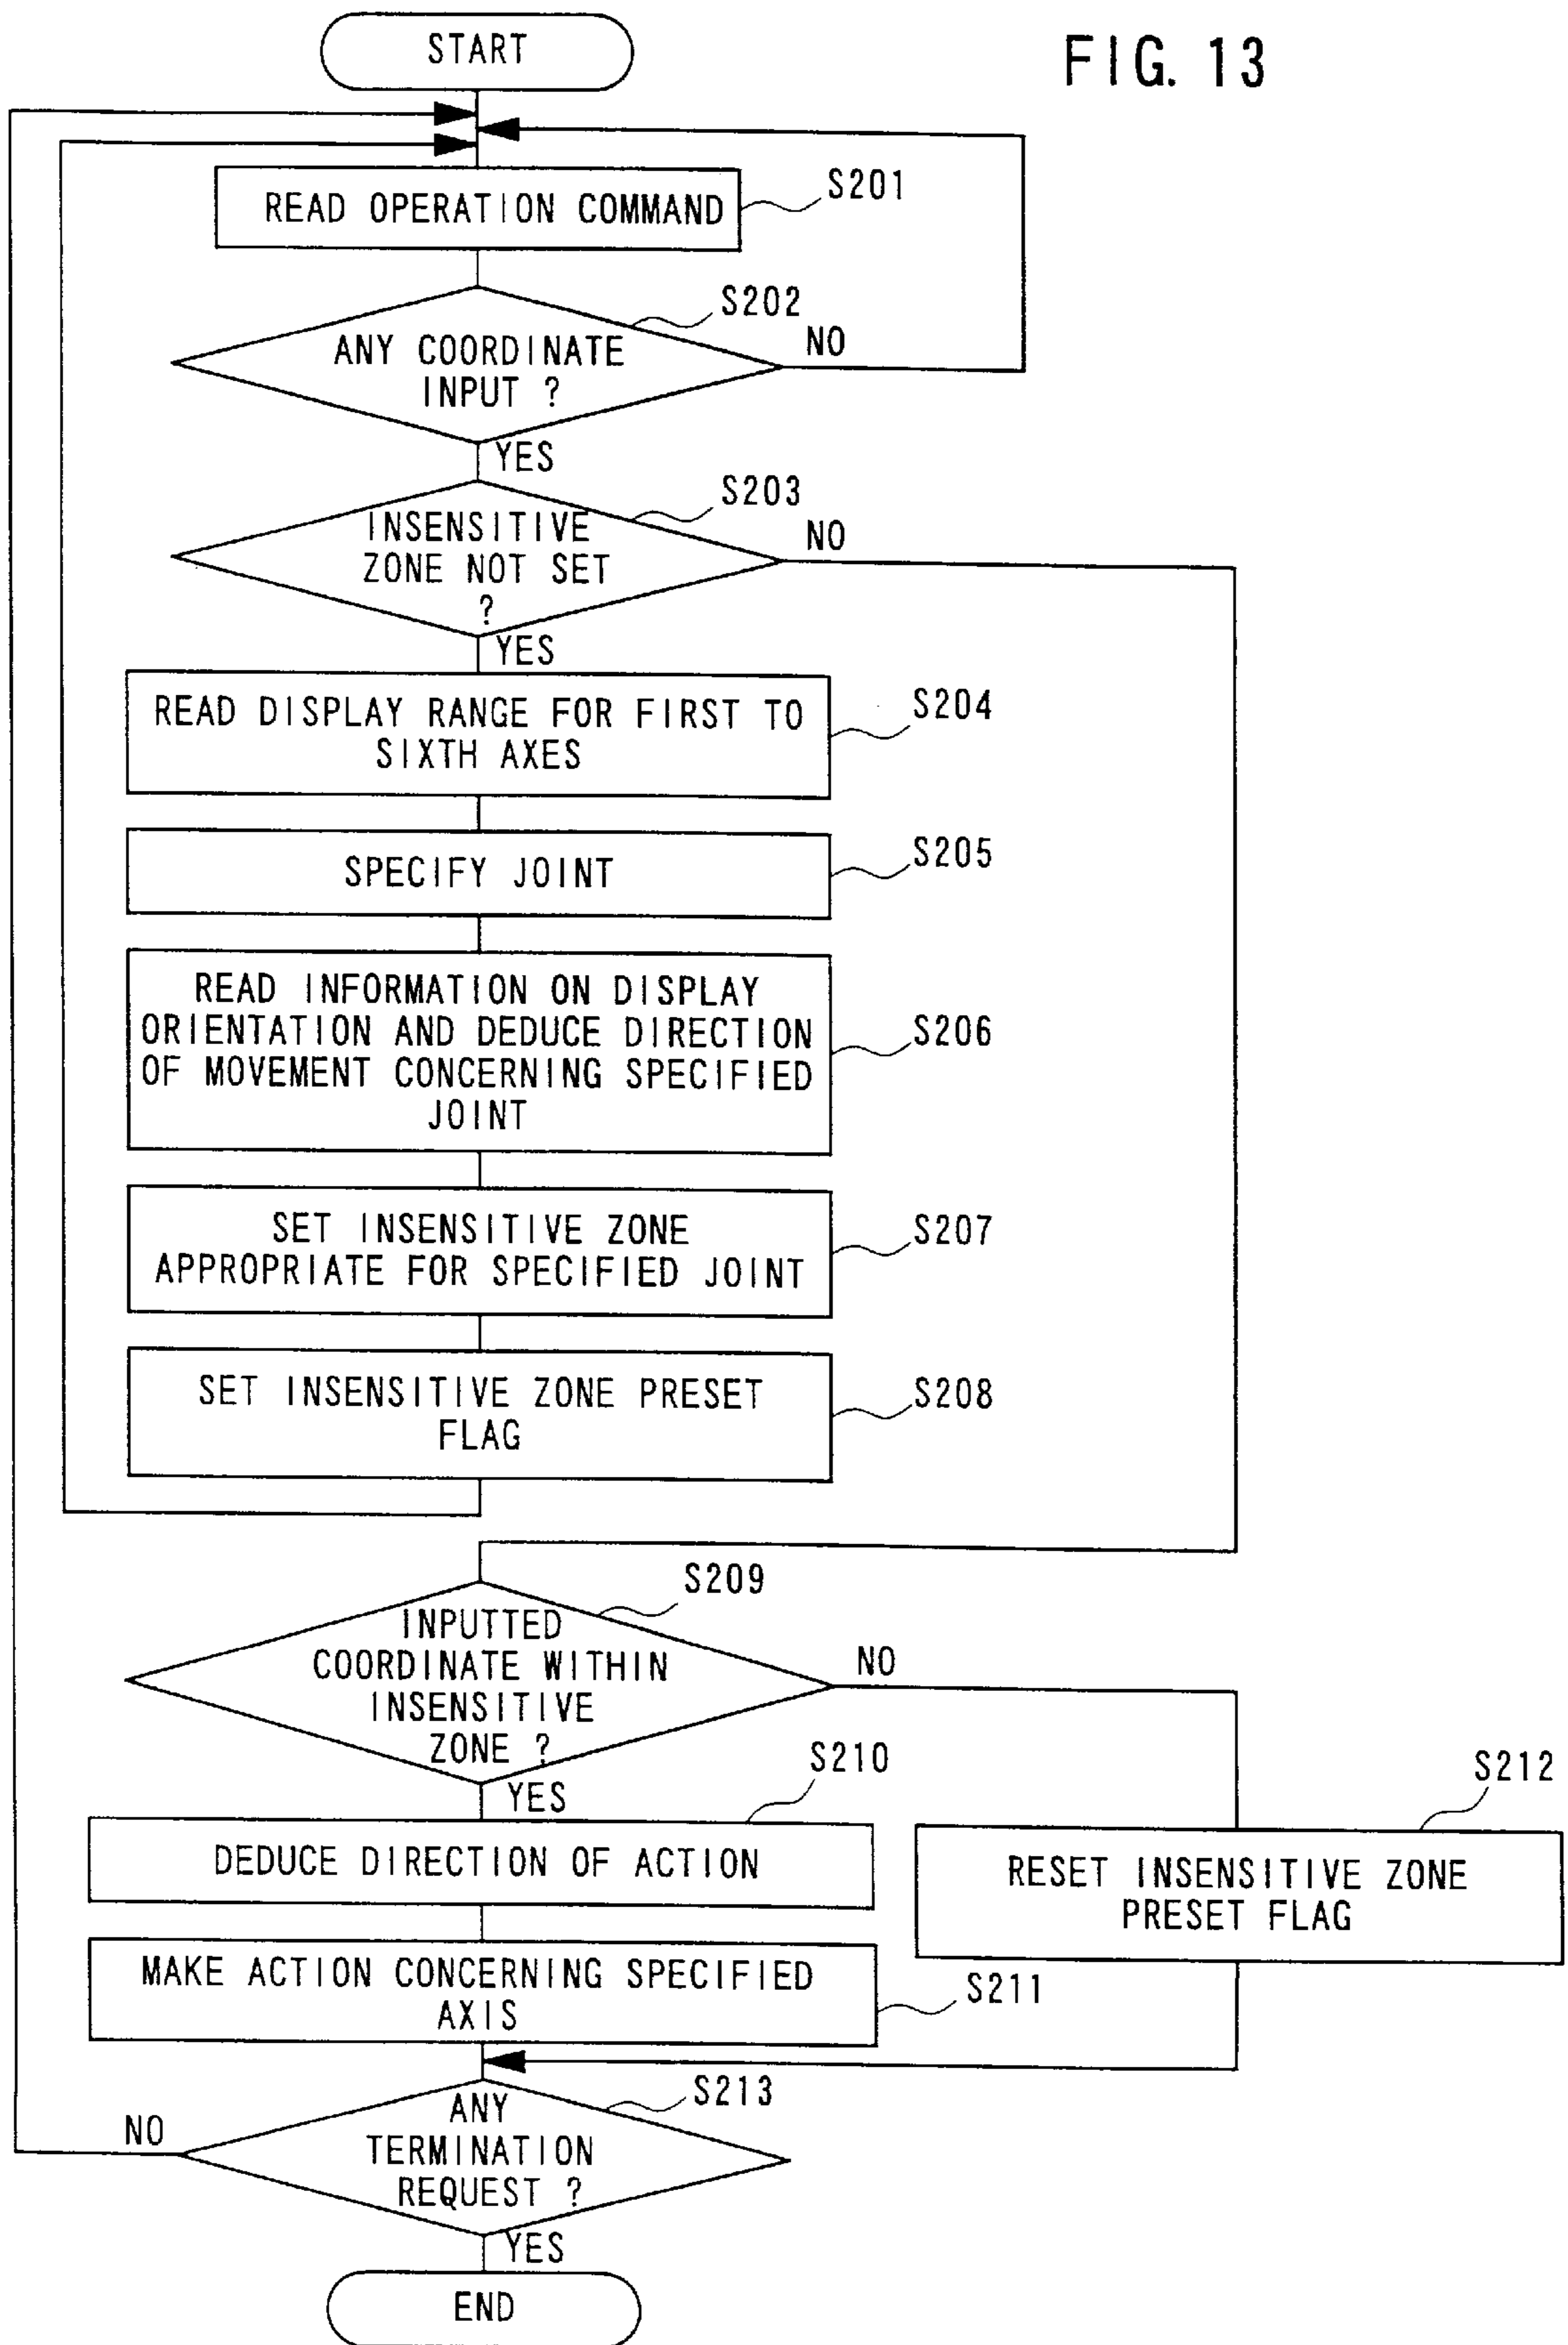 START
FIG. 13
READ OPERATION COMMAND
S201
S202
ANY COORDINATE
INPUT ?
NO
YES
S203
INSENSITIVE
ZONE NOT SET
?
NO
YES
READ DISPLAY RANGE FOR FIRST TO
SIXTH AXES
S204
SPECIFY JOINT
S205
READ INFORMATION ON DISPLAY
ORIENTATION AND DEDUCE DIRECTION
OF MOVEMENT CONCERNING SPECIFIED
JOINT
S206
SET INSENSITIVE ZONE
APPROPRIATE FOR SPECIFIED JOINT
S207
SET INSENSITIVE ZONE PRESET
FLAG
S208
S209
INPUTTED
COORDINATE WITHIN
INSENSITIVE
ZONE ?
NO
YES
S210
DEDUCE DIRECTION OF ACTION
S212
RESET INSENSITIVE ZONE
PRESET FLAG
MAKE ACTION CONCERNING SPECIFIED
AXIS
S211
S213
ANY
TERMINATION
REQUEST ?
NO
YES
END